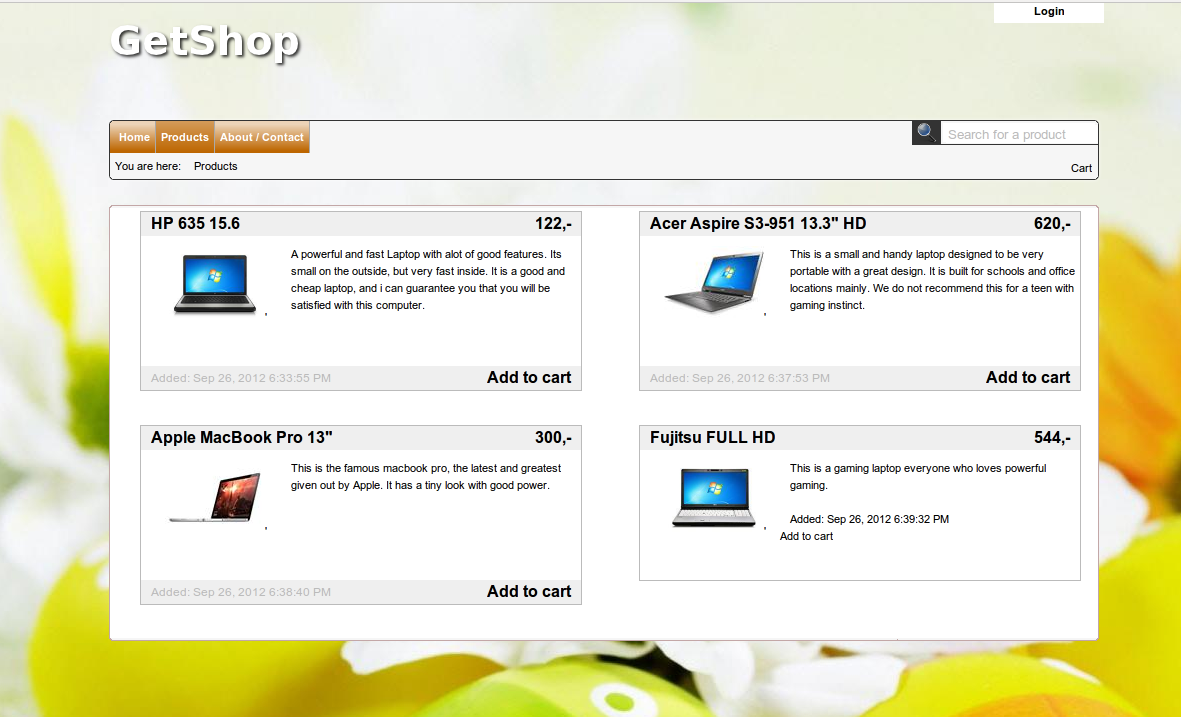 Login
GetShop
Home Products About / Contact
Search for a product
You are here: Products
Cart
HP 635 15.6 122,-
A powerful and fast Laptop with alot of good features. Its
small on the outside, but very fast inside. It is a good and
cheap laptop, and i can guarantee you that you will be
satisfied with this computer.
Added: Sep 26, 2012 6:33:55 PM Add to cart
Acer Aspire S3-951 13.3" HD 620,-
This is a small and handy laptop designed to be very
portable with a great design. It is built for schools and office
locations mainly. We do not recommend this for a teen with
gaming instinct.
Added: Sep 26, 2012 6:37:53 PM Add to cart
Apple MacBook Pro 13" 300,-
This is the famous macbook pro, the latest and greatest
given out by Apple. It has a tiny look with good power.
Added: Sep 26, 2012 6:38:40 PM Add to cart
Fujitsu FULL HD 544,-
This is a gaming laptop everyone who loves powerful
gaming.
Added: Sep 26, 2012 6:39:32 PM
Add to cart